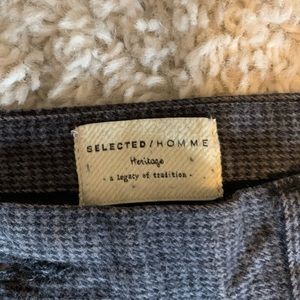 SELECTED/HOMME
Heritage
- a legacy of tradition -